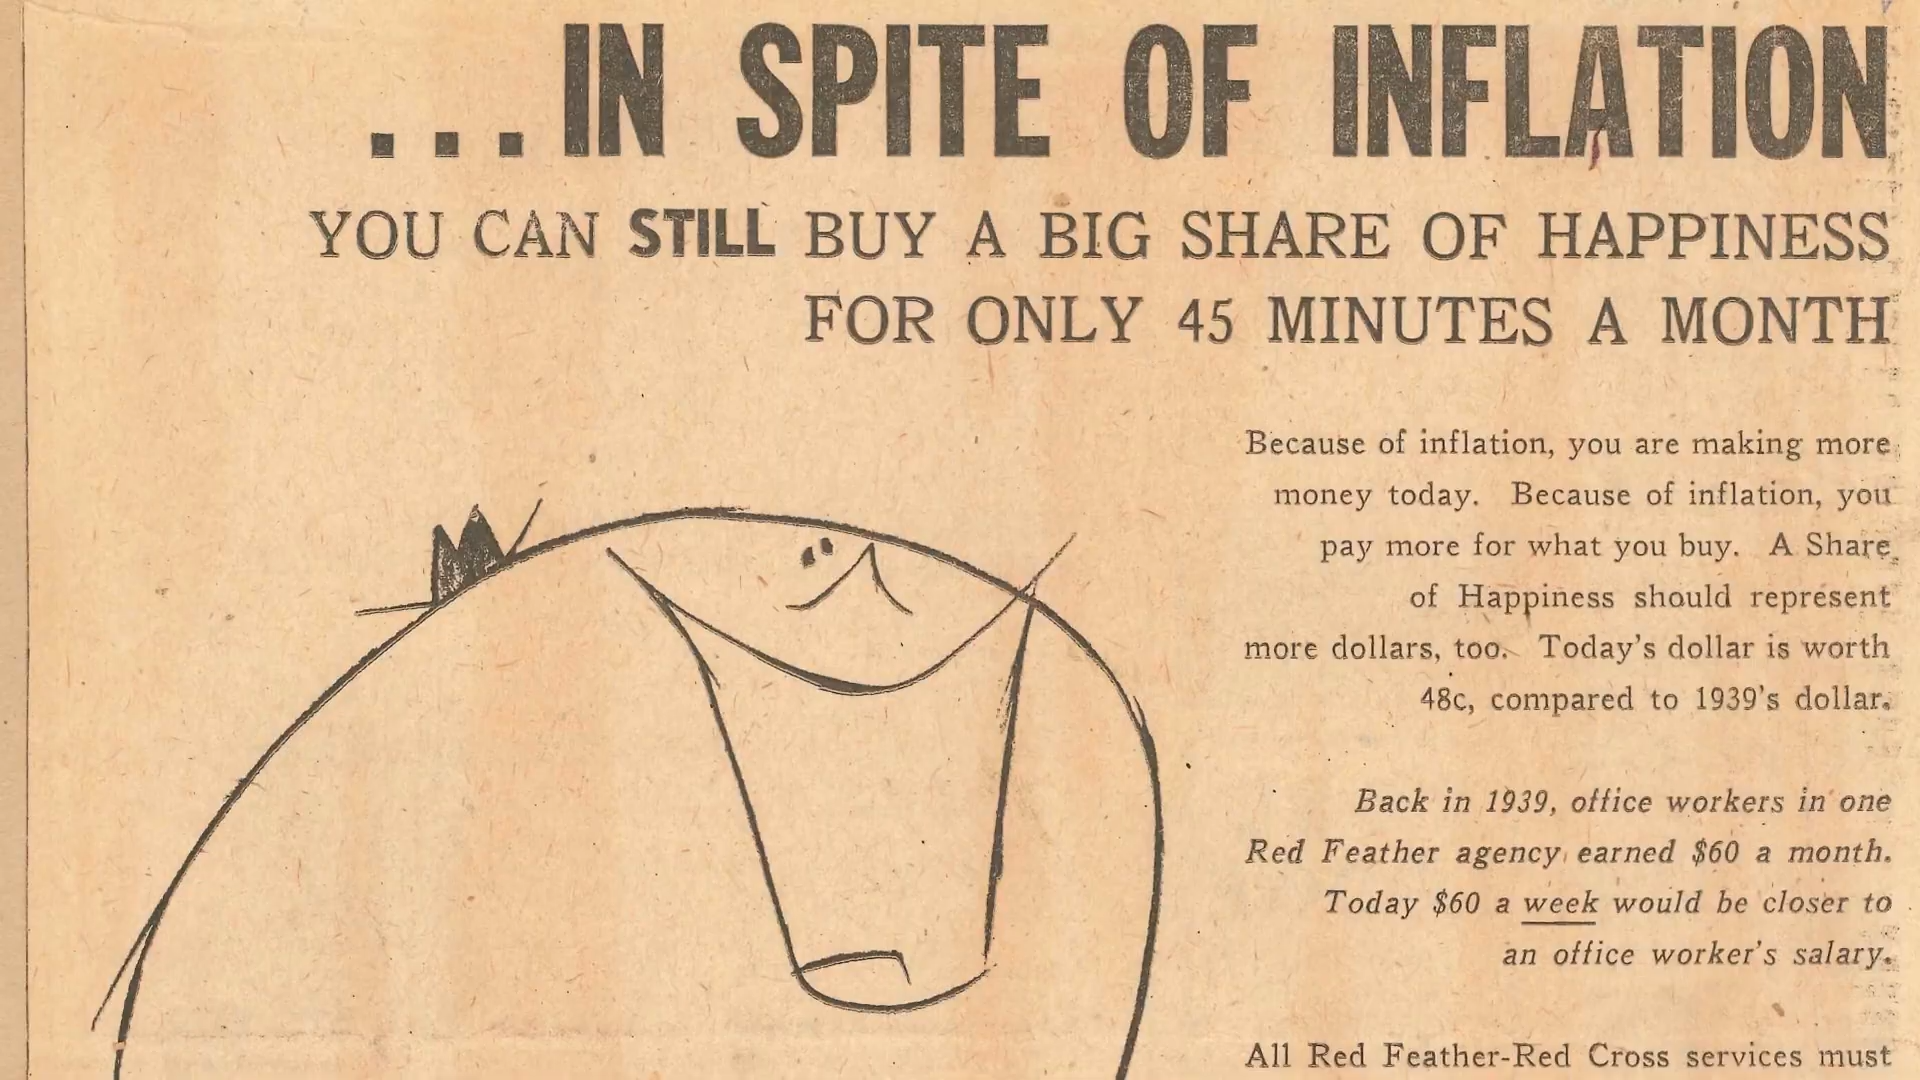 ...IN SPITE OF INFLATION
YOU CAN STILL BUY A BIG SHARE OF HAPPINESS
FOR ONLY 45 MINUTES A MONTH
Because of inflation, you are making more
money today. Because of inflation, you
pay more for what you buy. A Share
of Happiness should represent
more dollars, too. Today's dollar is worth
48c, compared to 1939's dollar.
Back in 1939, office workers in one
Red Feather agency earned $60 a month.
Today $60 a week would be closer to
an office worker's salary.
All Red Feather-Red Cross services must